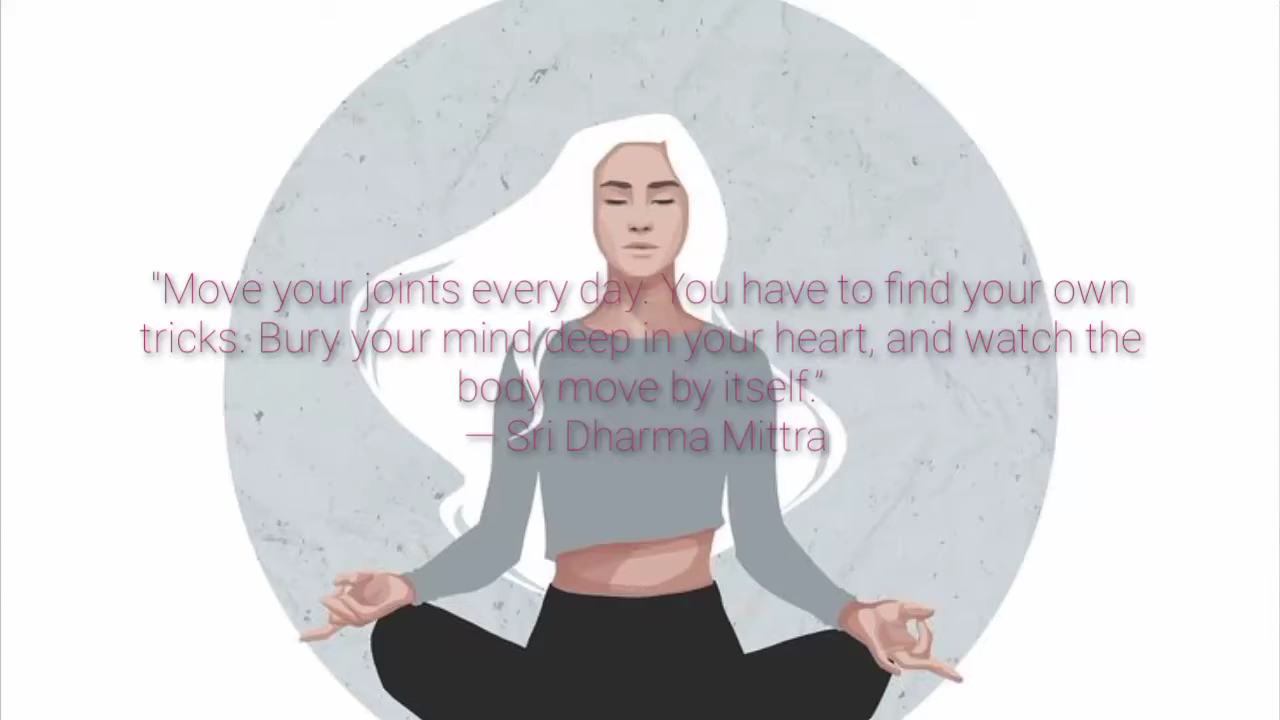 "Move your joints every day. You have to find your own
tricks. Bury your mind deep in your heart, and watch the
body move by itself.”
— Sri Dharma Mittra